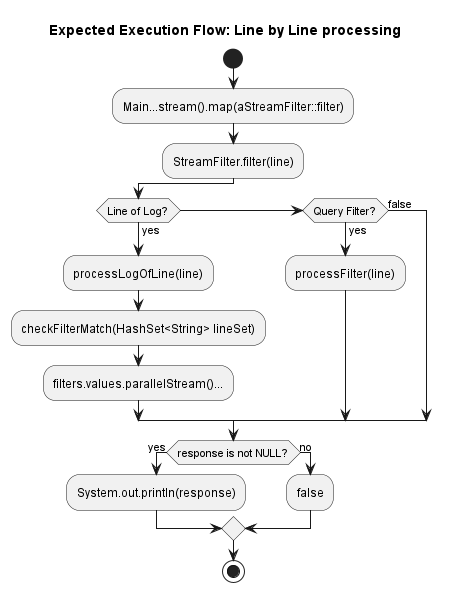 Expected Execution Flow: Line by Line processing
Main...stream().map(aStreamFilter::filter)
StreamFilter.filter(line)
Line of Log?
Query Filter?
false
yes
yes
processLogOfLine(line)
processFilter(line)
checkFilterMatch(HashSet<String> lineSet)
filters.values.parallelStream()...
yes
response is not NULL?
no
System.out.println(response)
false